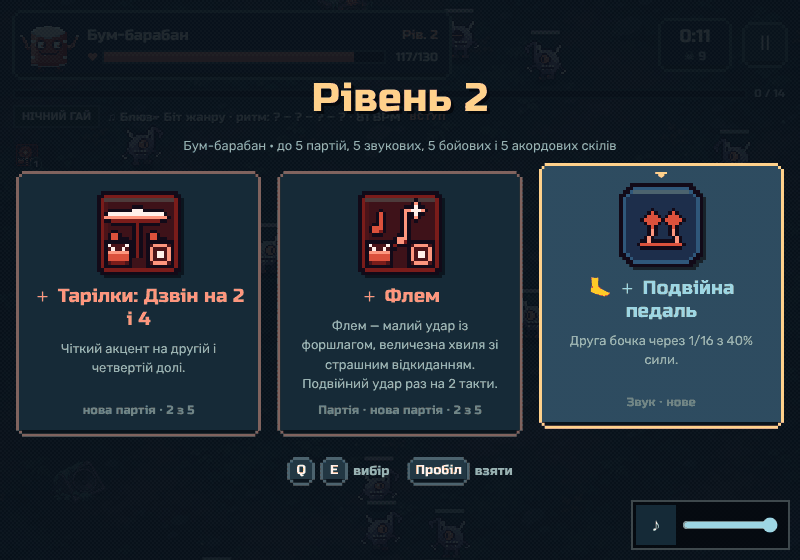 Бум-барабан
Рів. 2
117/130
0:11
9
0 / 14
НІЧНИЙ ГАЙ
Рівень 2
Бум-барабан • до 5 партій, 5 звукових, 5 бойових і 5 акордових скілів
+ Тарілки: Дзвін на 2
і 4
Чіткий акцент на другій і
четвертій долі.
нова партія · 2 з 5
+ Флем
Флем — малий удар із
форшлагом, величезна хвиля зі
страшним відкиданням.
Подвійний удар раз на 2 такти.
Партія · нова партія · 2 з 5
+ Подвійна
педаль
Друга бочка через 1/16 з 40%
сили.
Звук · нове
Q E вибір Пробіл взяти